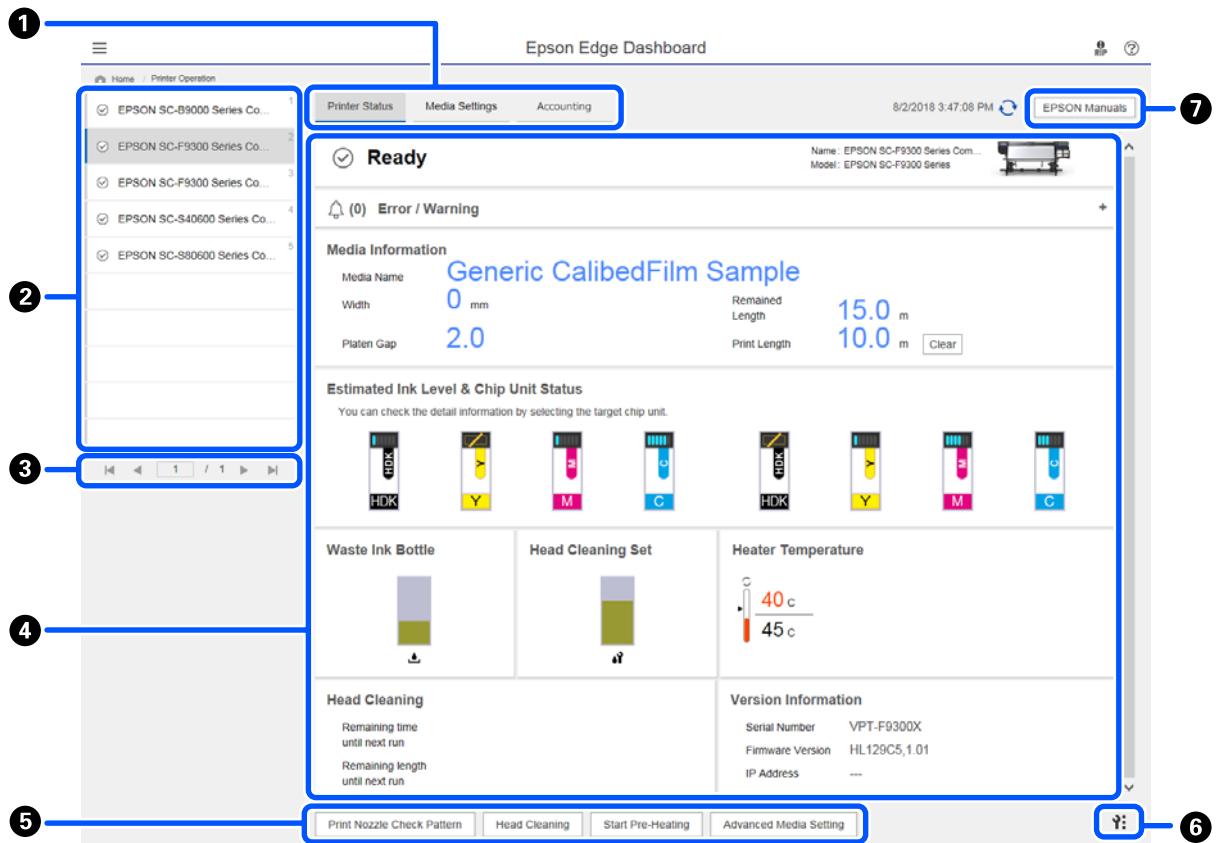 1
Epson Edge Dashboard
RIP
Home / Printer Operation
EPSON SC-B9000 Series Co... 1
EPSON SC-F9300 Series Co... 2
EPSON SC-F9300 Series Co... 3
EPSON SC-S40600 Series Co... 4
EPSON SC-S80600 Series Co... 5
2
3
1 / 1
Printer Status Media Settings Accounting
8/2/2018 3:47:08 PM
EPSON Manuals
7
Ready
Name : EPSON SC-F9300 Series Com...
Model : EPSON SC-F9300 Series
(0) Error / Warning +
Media Information
Media Name Generic CalibedFilm Sample
Width 0 mm
Remained
Length 15.0 m
Platen Gap 2.0
Print Length 10.0 m Clear
Estimated Ink Level & Chip Unit Status
You can check the detail information by selecting the target chip unit.
HDK Y M C HDK Y M C
HDK Y M C HDK Y M C
Waste Ink Bottle Head Cleaning Set Heater Temperature
40 c
45 c
4
Head Cleaning
Remaining time
until next run
Remaining length
until next run
Version Information
Serial Number VPT-F9300X
Firmware Version HL129C5,1.01
IP Address ---
5
Print Nozzle Check Pattern Head Cleaning Start Pre-Heating Advanced Media Setting
6